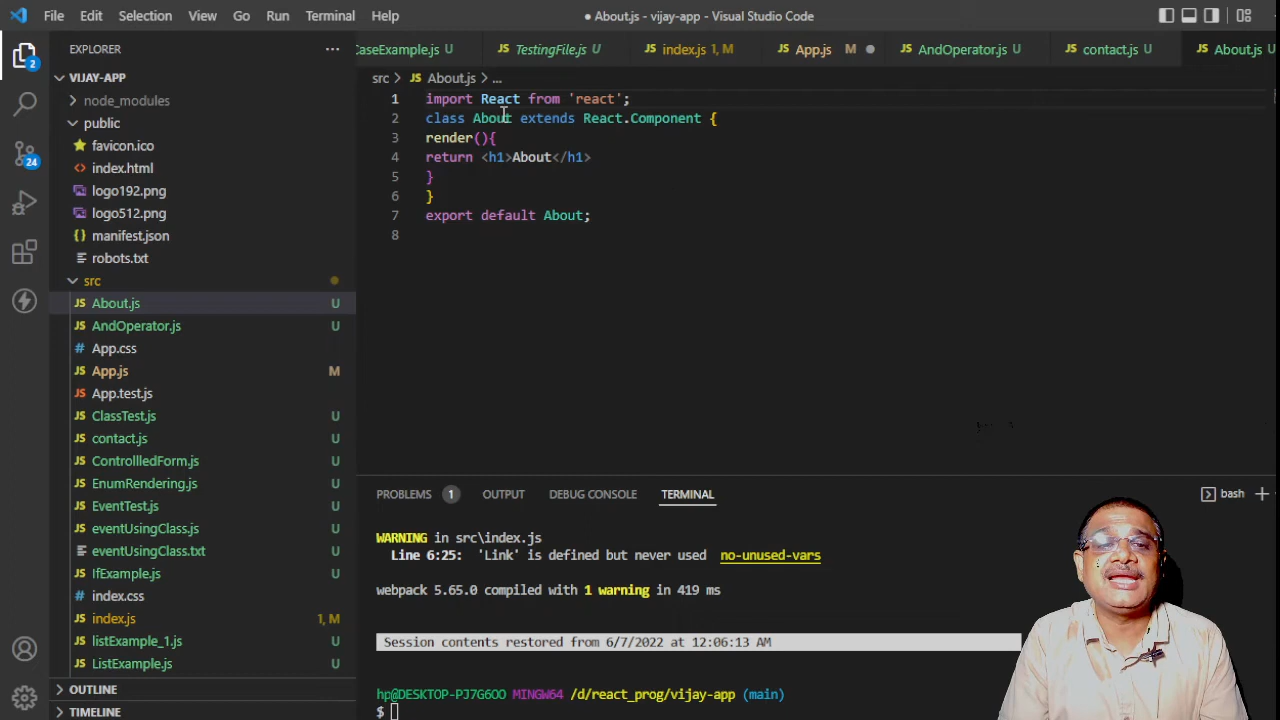 File Edit Selection View Go Run Terminal Help
● About.js - vijay-app - Visual Studio Code
EXPLORER
CaseExample.js U
TestingFile.js U
index.js 1, M
App.js M
AndOperator.js U
contact.js U
About.js U
VIJAY-APP
node_modules
public
favicon.ico
index.html
logo192.png
logo512.png
manifest.json
robots.txt
src
About.js U
AndOperator.js U
App.css
App.js M
App.test.js
ClassTest.js U
contact.js U
ControllledForm.js U
EnumRendering.js U
EventTest.js U
eventUsingClass.js U
eventUsingClass.txt U
IfExample.js U
index.css
index.js 1, M
listExample_1.js U
ListExample.js U
OUTLINE
TIMELINE
2
24
src > JS About.js > ...
1 import React from 'react';
2 class About extends React.Component {
3 render(){
4 return <h1>About</h1>
5 }
6 }
7 export default About;
8
PROBLEMS 1 OUTPUT DEBUG CONSOLE TERMINAL
bash
WARNING in src\index.js
Line 6:25: 'Link' is defined but never used no-unused-vars
webpack 5.65.0 compiled with 1 warning in 419 ms
Session contents restored from 6/7/2022 at 12:06:13 AM
hp@DESKTOP-PJ7G6OO MINGW64 /d/react_prog/vijay-app (main)
$